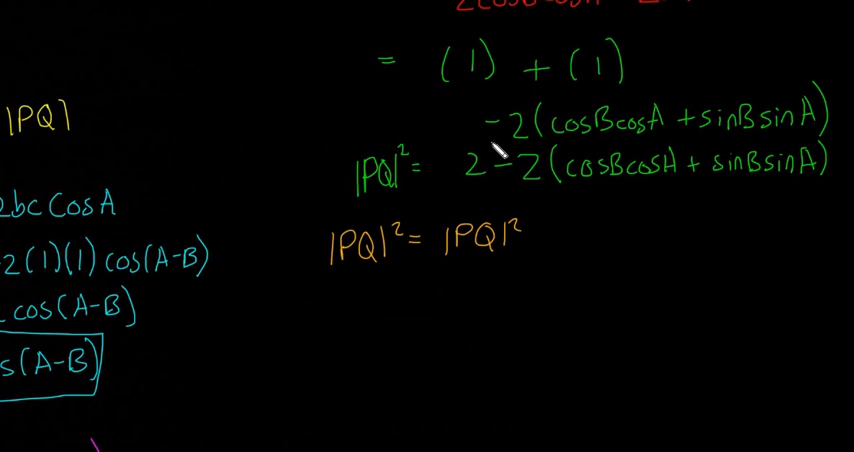 2cosBcosA
= (1) + (1)
-2(cosBcosA + sinBsinA)
|PQ|² = 2 - 2(cosBcosA + sinBsinA)
|PQ|² = |PQ|²
|PQ|
2bc CosA
-2(1)(1) cos(A-B)
cos(A-B)
s(A-B)